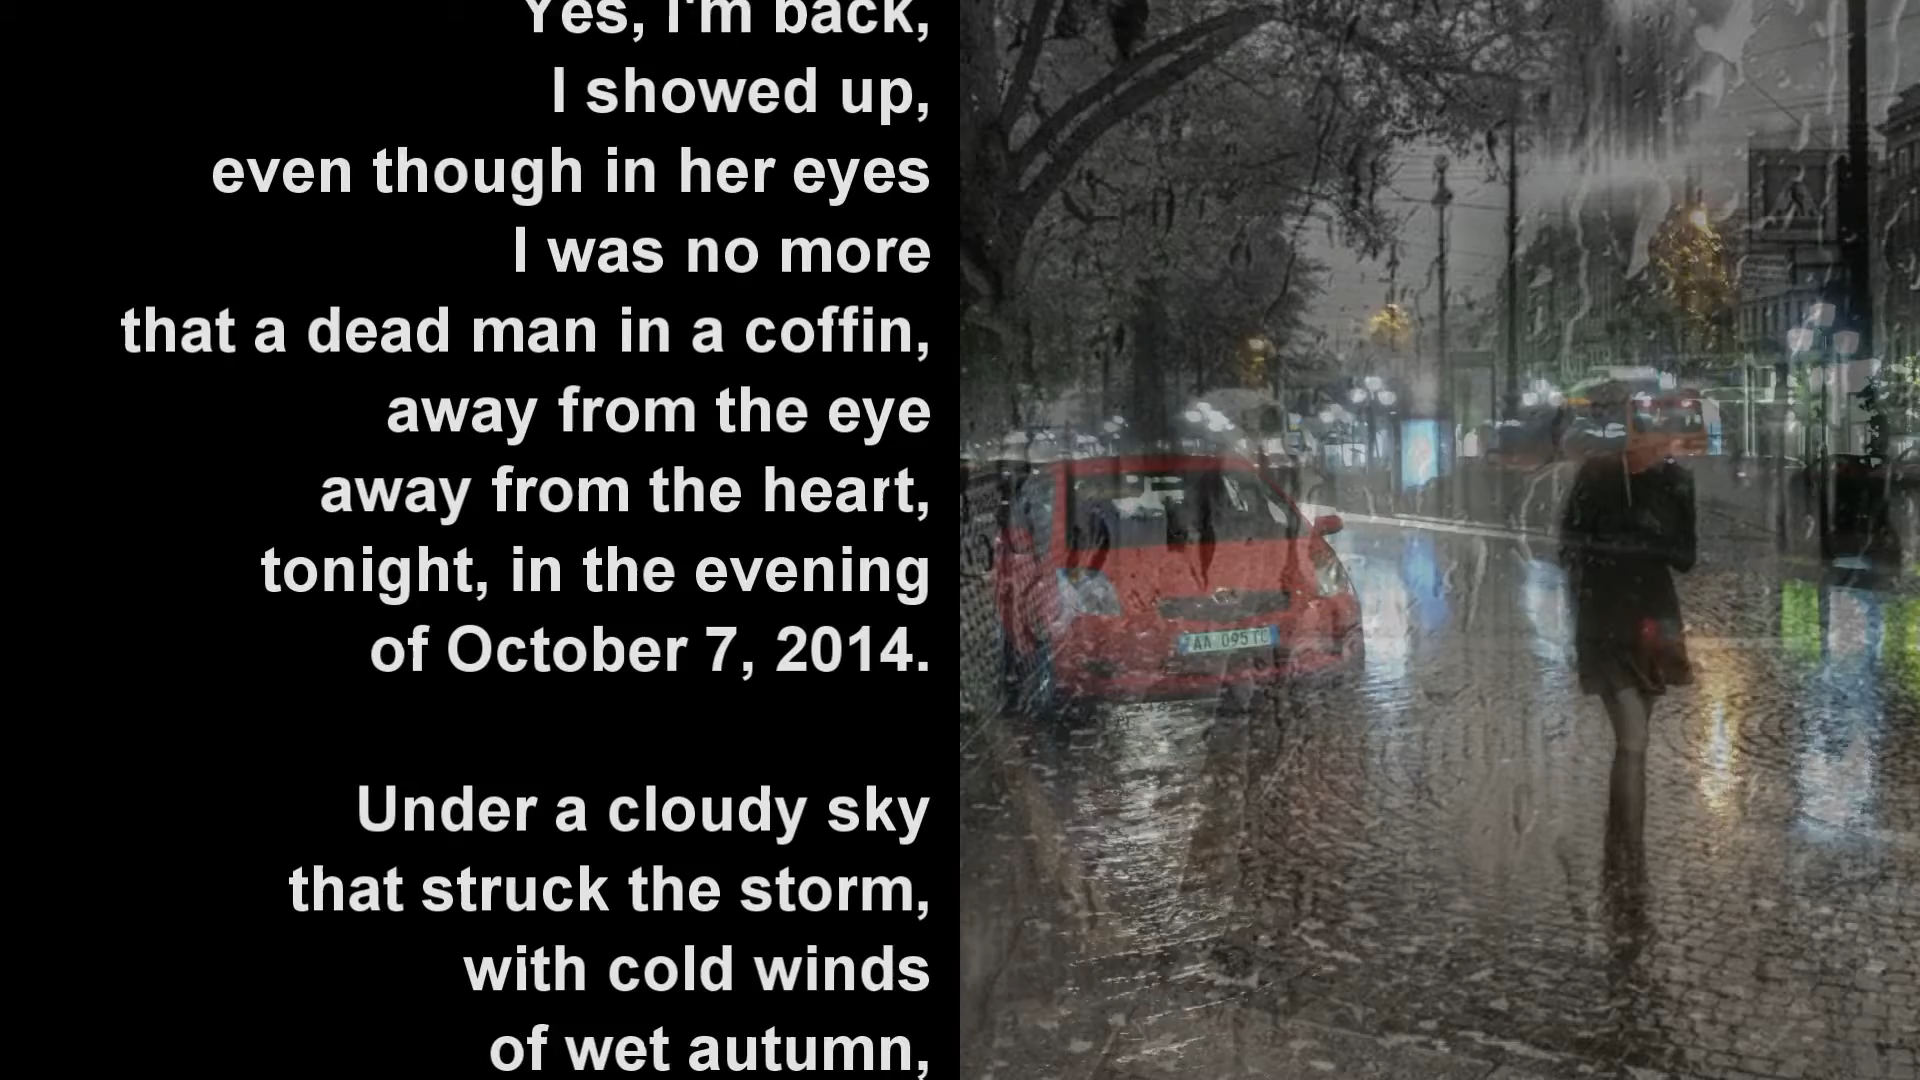 Yes, I'm back,
I showed up,
even though in her eyes
I was no more
that a dead man in a coffin,
away from the eye
away from the heart,
tonight, in the evening
of October 7, 2014.
Under a cloudy sky
that struck the storm,
with cold winds
of wet autumn,